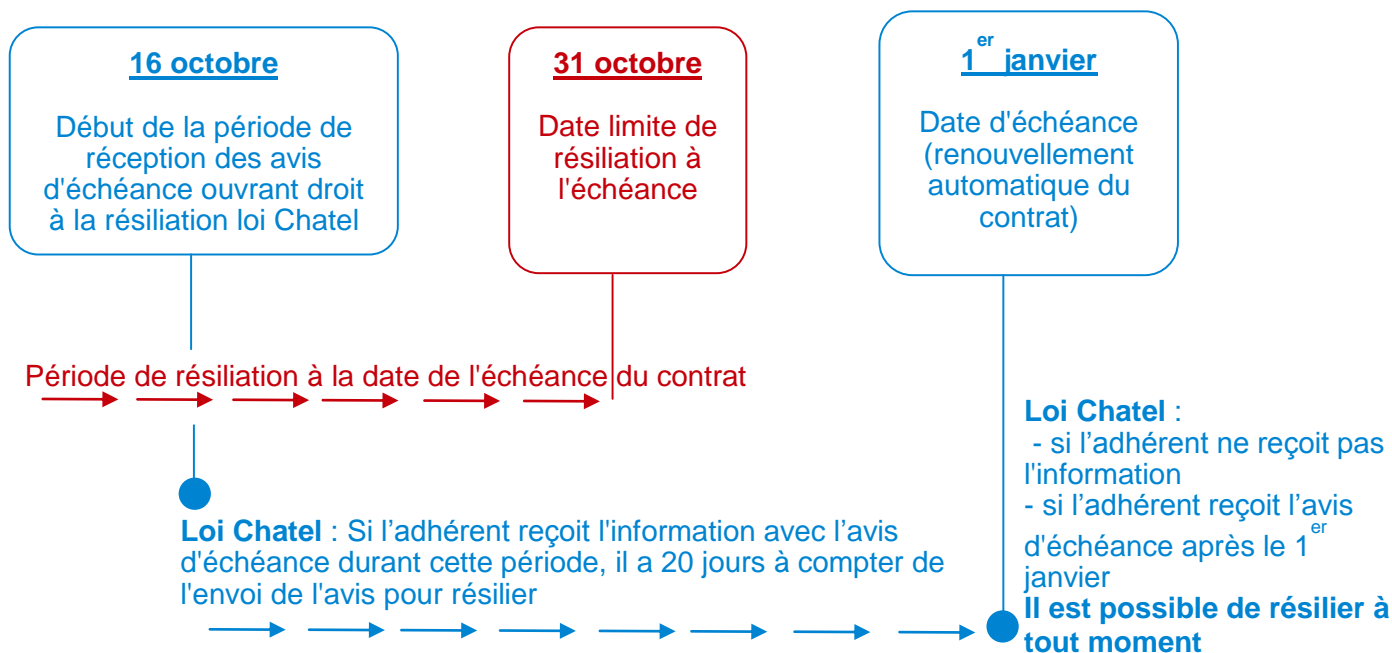 16 octobre
Début de la période de
réception des avis
d'échéance ouvrant droit
à la résiliation loi Chatel
31 octobre
Date limite de
résiliation à
l'échéance
1er janvier
Date d'échéance
(renouvellement
automatique du
contrat)
Période de résiliation à la date de l'échéance du contrat
Loi Chatel : Si l’adhérent reçoit l'information avec l’avis
d'échéance durant cette période, il a 20 jours à compter de
l'envoi de l'avis pour résilier
Loi Chatel :
- si l’adhérent ne reçoit pas
l'information
- si l’adhérent reçoit l’avis
d'échéance après le 1er
janvier
Il est possible de résilier à
tout moment